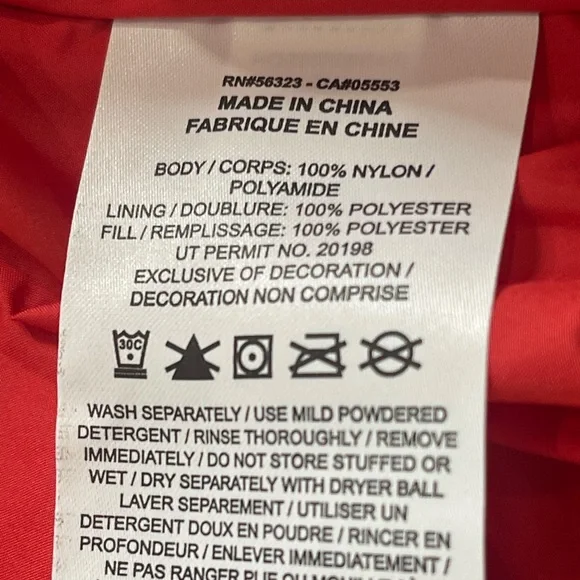 RN#56323 - CA#05553
MADE IN CHINA
FABRIQUE EN CHINE
BODY / CORPS: 100% NYLON /
POLYAMIDE
LINING / DOUBLURE: 100% POLYESTER
FILL / REMPLISSAGE: 100% POLYESTER
UT PERMIT NO. 20198
EXCLUSIVE OF DECORATION /
DECORATION NON COMPRISE
30C
WASH SEPARATELY / USE MILD POWDERED
DETERGENT / RINSE THOROUGHLY / REMOVE
IMMEDIATELY / DO NOT STORE STUFFED OR
WET / DRY SEPARATELY WITH DRYER BALL
LAVER SEPAREMENT / UTILISER UN
DETERGENT DOUX EN POUDRE / RINCER EN
PROFONDEUR / ENLEVER IMMEDIATEMENT /
NE PAS RANGER PLIE OU